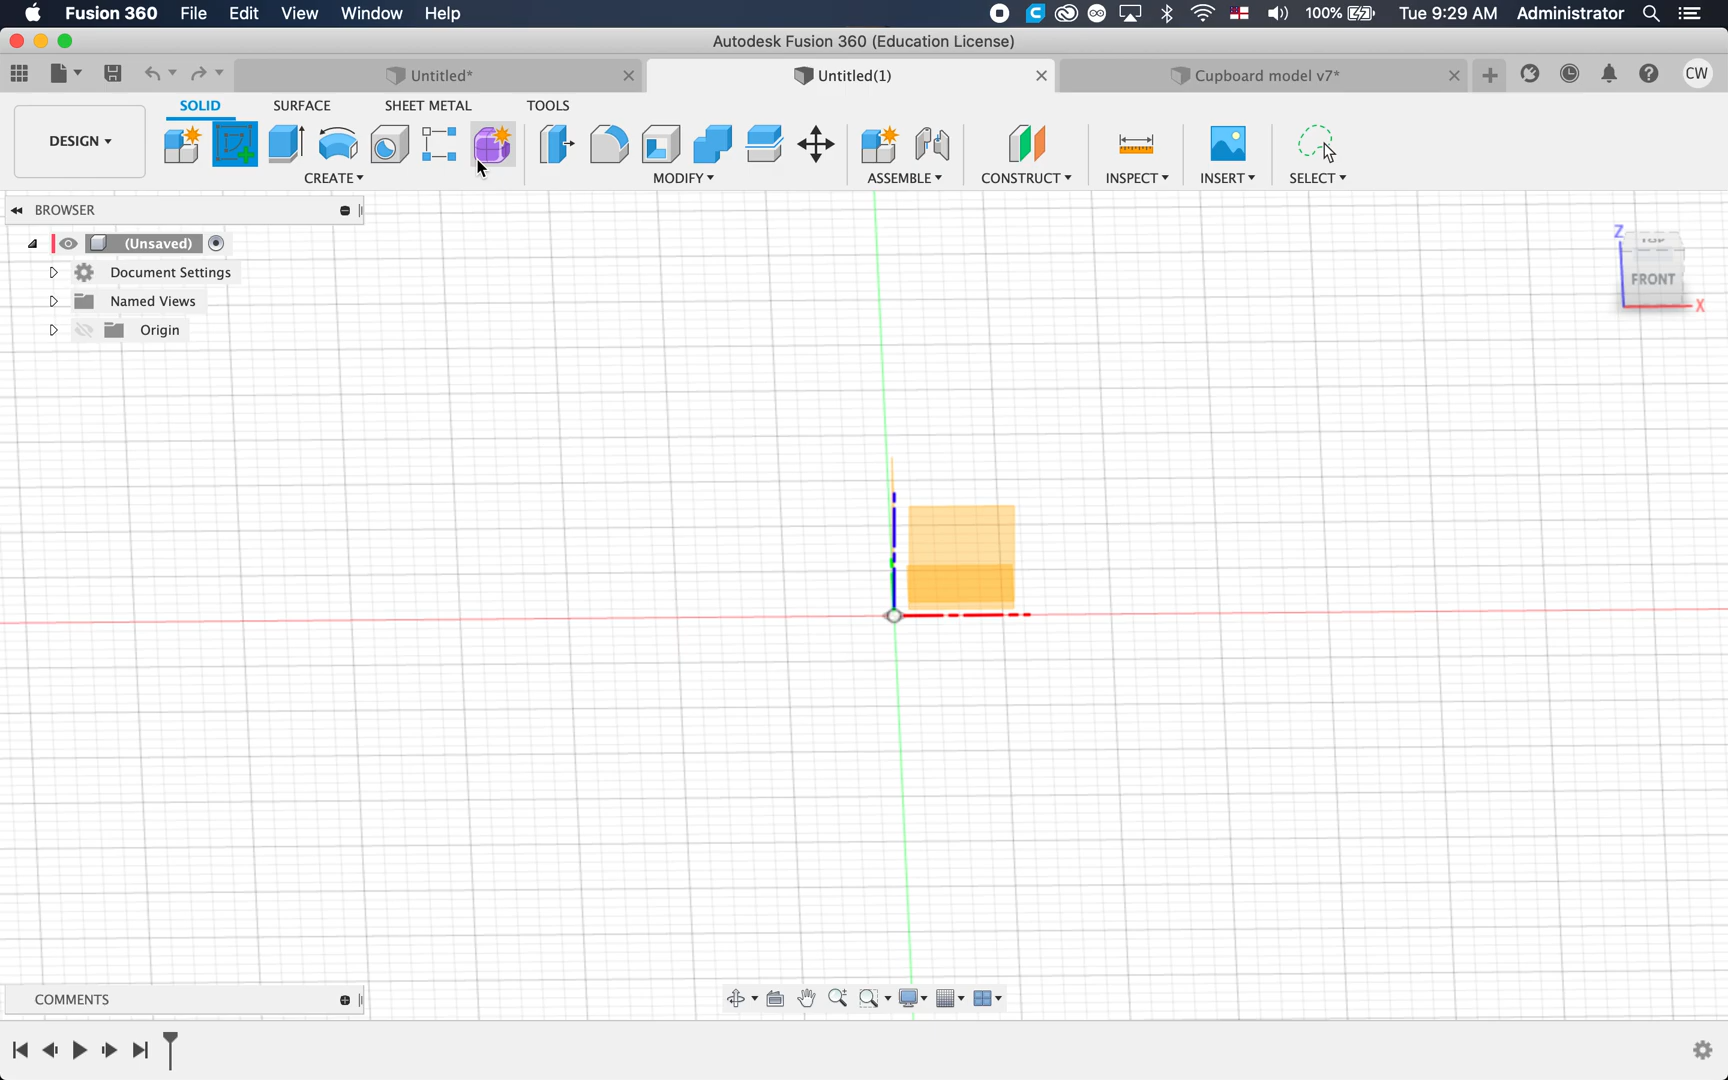 Fusion 360 File Edit View Window Help 100% Tue 9:29 AM Administrator
Autodesk Fusion 360 (Education License)
Untitled* Untitled(1) Cupboard model v7* CW
SOLID SURFACE SHEET METAL TOOLS
DESIGN
CREATE MODIFY ASSEMBLE CONSTRUCT INSPECT INSERT SELECT
BROWSER
(Unsaved)
Document Settings
Named Views
Origin
Z
TOP
FRONT
X
COMMENTS